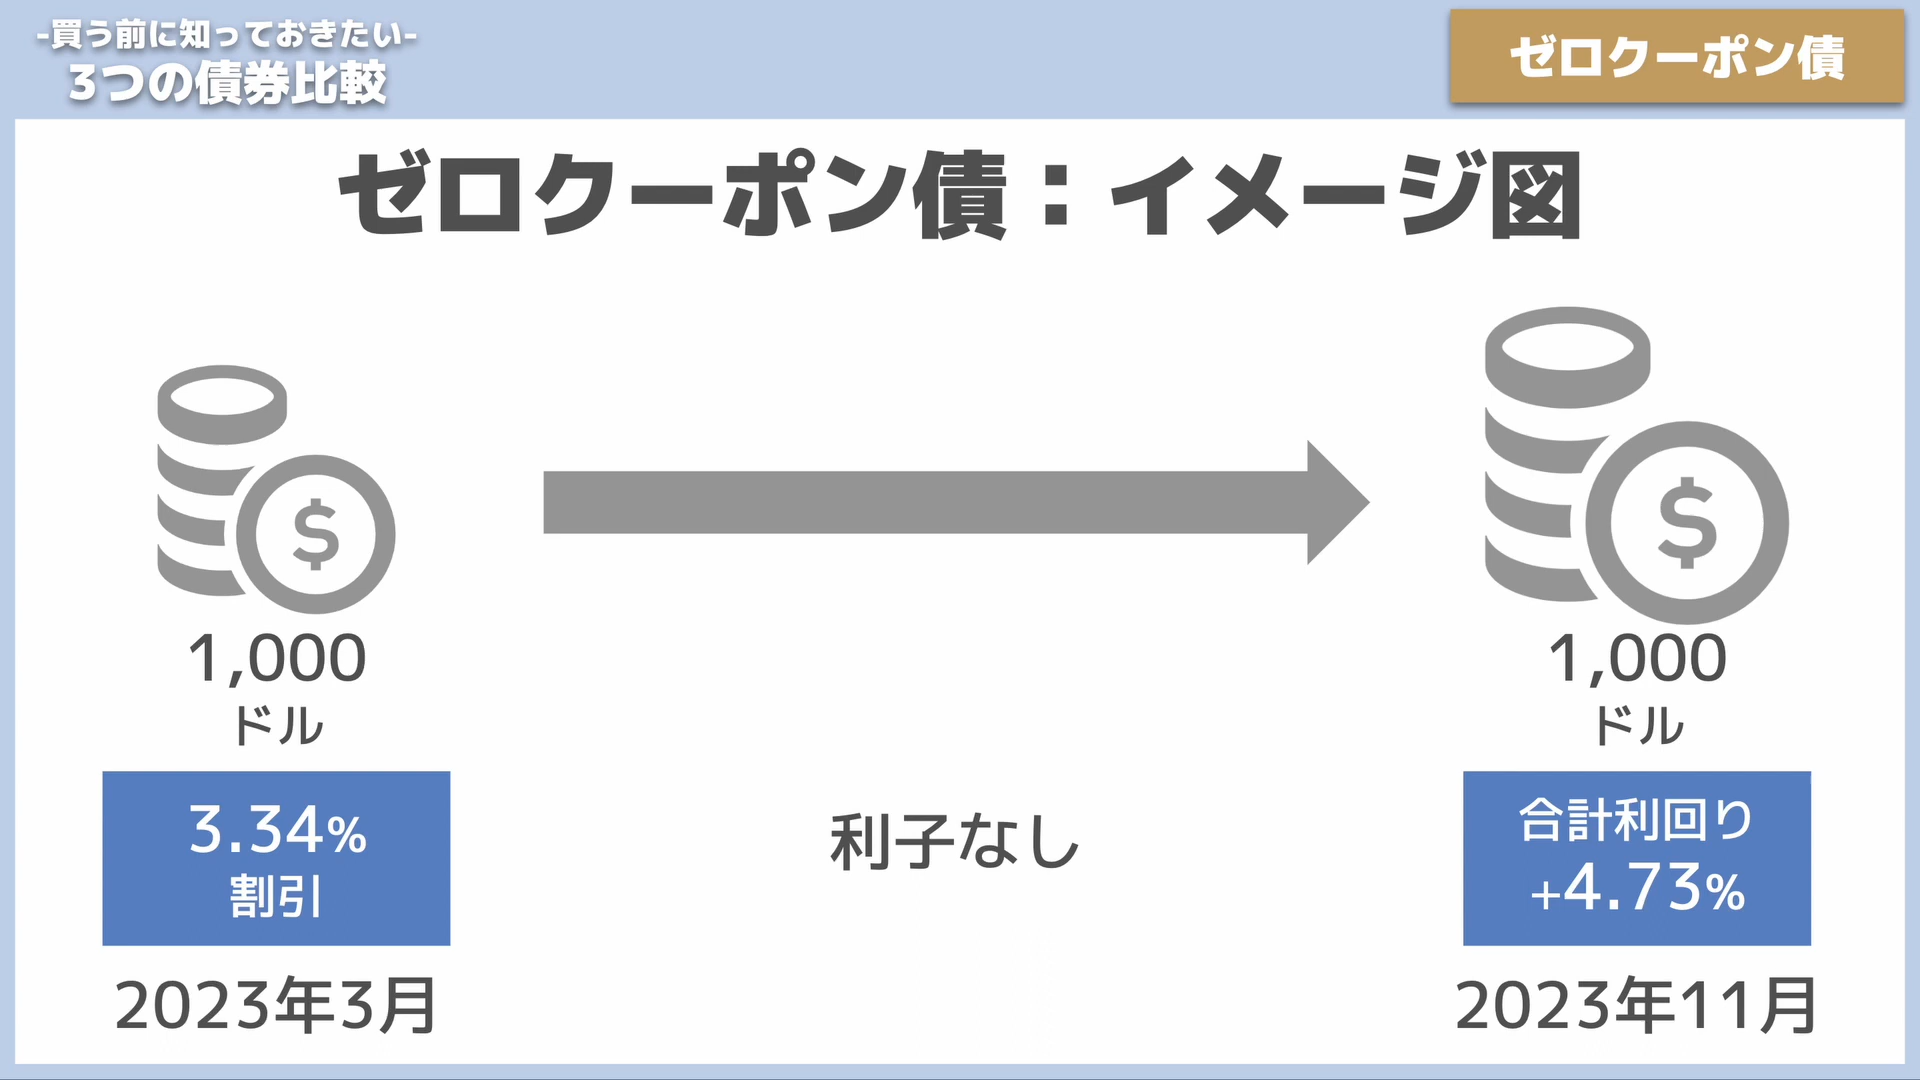 -買う前に知っておきたい-
3つの債券比較
ゼロクーポン債
ゼロクーポン債：イメージ図
$
$
1,000
ドル
1,000
ドル
3.34%
割引
利子なし
合計利回り
+4.73%
2023年3月
2023年11月